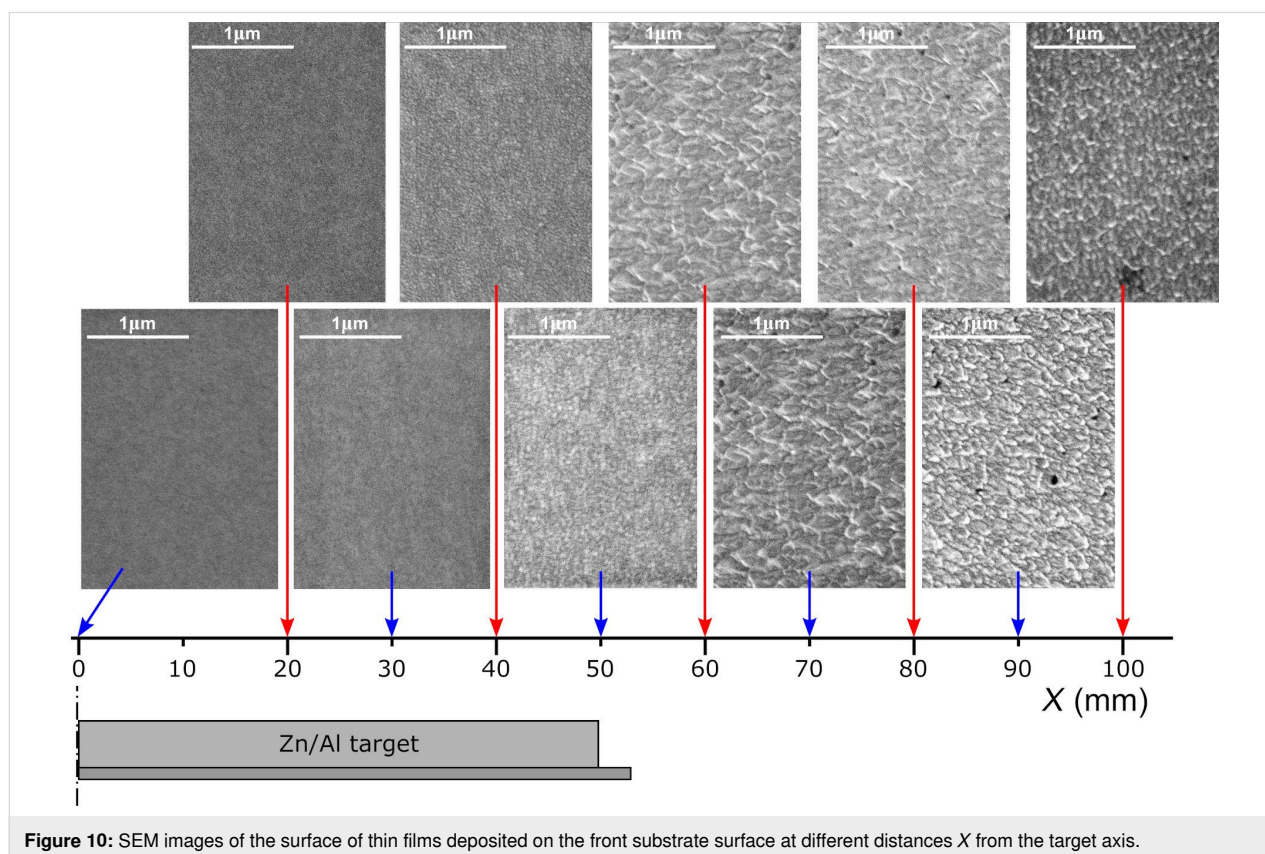 1µm 1µm 1µm 1µm 1µm
1µm 1µm 1µm 1µm 1µm
0 10 20 30 40 50 60 70 80 90 100
X (mm)
Zn/Al target
Figure 10: SEM images of the surface of thin films deposited on the front substrate surface at different distances X from the target axis.